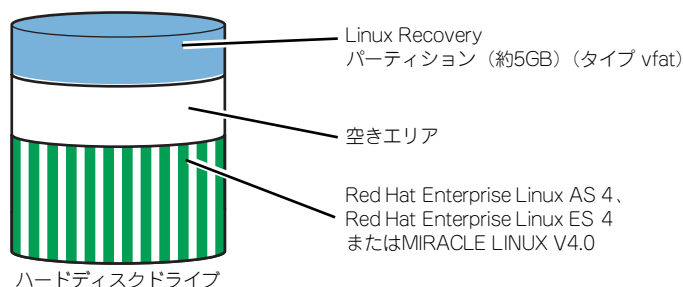 Linux Recovery
パーティション（約5GB）（タイプ vfat）
空きエリア
Red Hat Enterprise Linux AS 4、
Red Hat Enterprise Linux ES 4
またはMIRACLE LINUX V4.0
ハードディスクドライブ